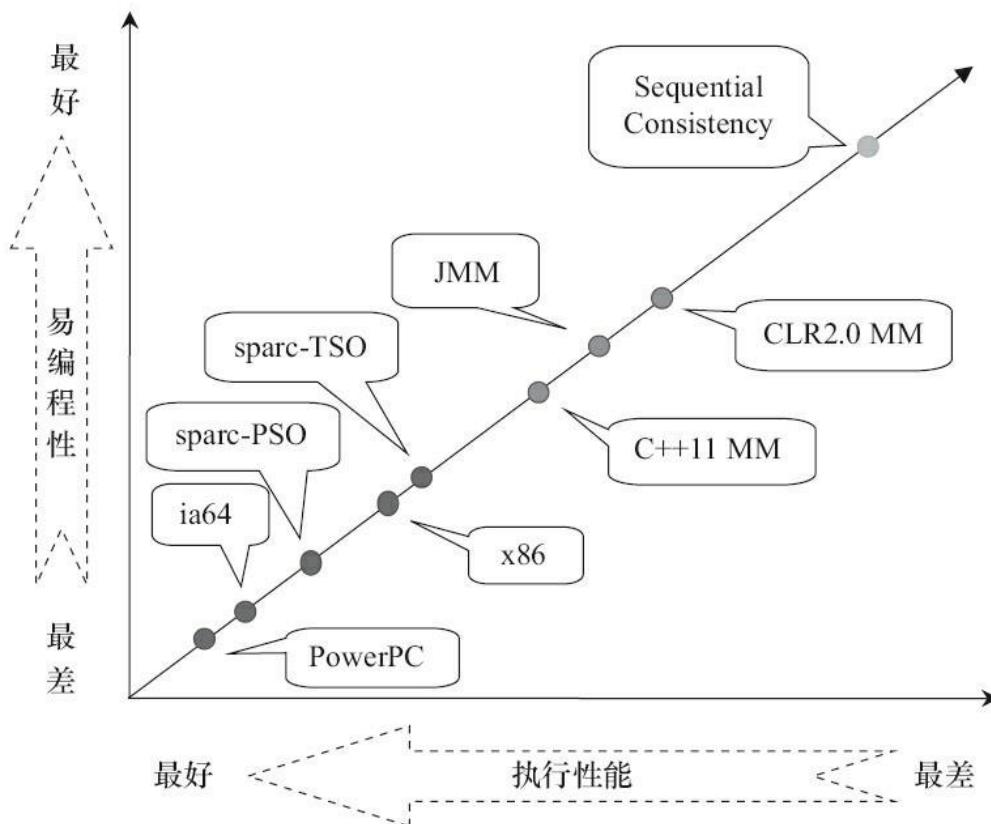 最好
Sequential
Consistency
JMM
CLR2.0 MM
sparc-TSO
易编程性
C++11 MM
sparc-PSO
ia64
x86
最差
PowerPC
最好
执行性能
最差